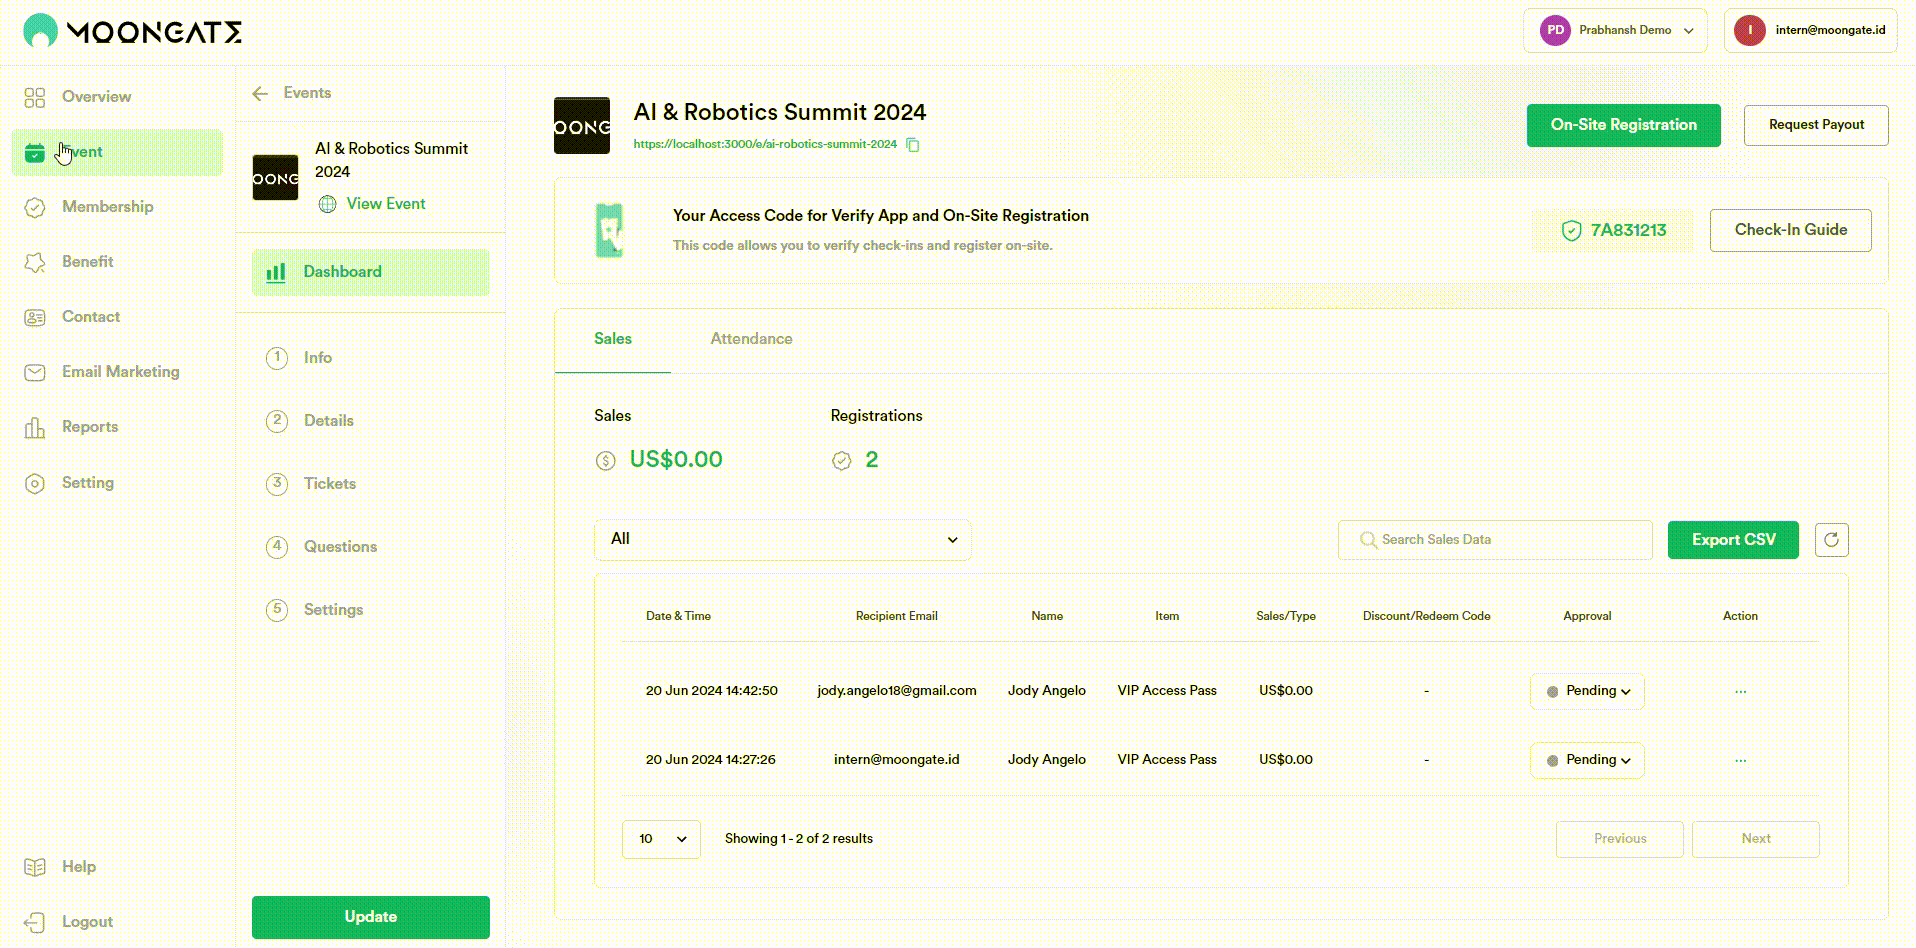 MOONGATE
PD Prabhansh Demo
I intern@moongate.id
Overview
Event
Membership
Benefit
Contact
Email Marketing
Reports
Setting
Help
Logout
Events
OONG
AI & Robotics Summit
2024
View Event
Dashboard
1 Info
2 Details
3 Tickets
4 Questions
5 Settings
Update
OONG
AI & Robotics Summit 2024
https://localhost:3000/e/ai-robotics-summit-2024
On-Site Registration
Request Payout
Your Access Code for Verify App and On-Site Registration
This code allows you to verify check-ins and register on-site.
7A831213
Check-In Guide
Sales Attendance
Sales Registrations
US$0.00 2
All
Search Sales Data
Export CSV
Date & Time Recipient Email Name Item Sales/Type Discount/Redeem Code Approval Action
20 Jun 2024 14:42:50 jody.angelo18@gmail.com Jody Angelo VIP Access Pass US$0.00 - Pending ...
20 Jun 2024 14:27:26 intern@moongate.id Jody Angelo VIP Access Pass US$0.00 - Pending ...
10 Showing 1 - 2 of 2 results Previous Next